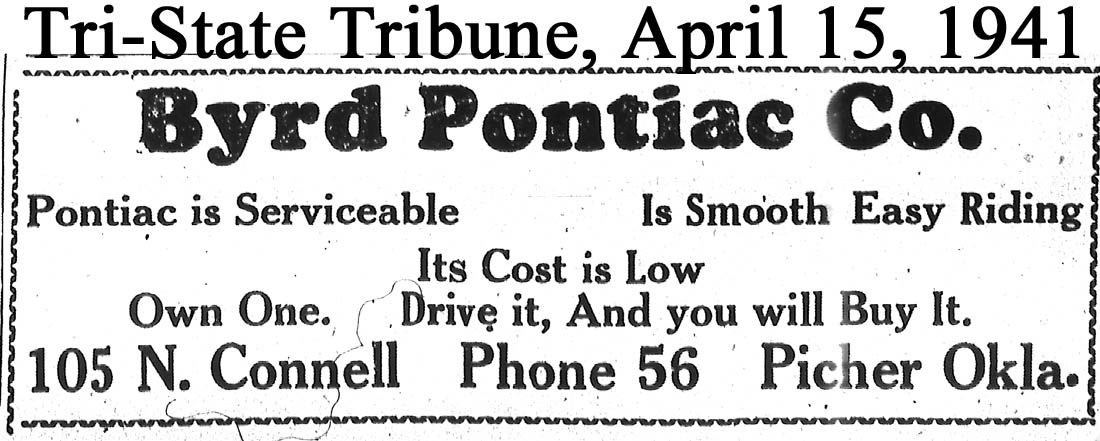 Tri-State Tribune, April 15, 1941
Byrd Pontiac Co.
Pontiac is Serviceable Is Smooth Easy Riding
Its Cost is Low
Own One. Drive it, And you will Buy It.
105 N. Connell Phone 56 Picher Okla.